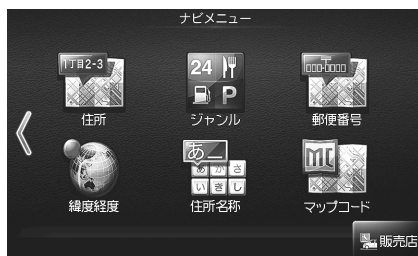 ナビメニュー
1丁目2-3
24
P
〒
000-0000
住所
ジャンル
郵便番号
あ
あ か さ
い き し
MC
緯度経度
住所名称
マップコード
販売店